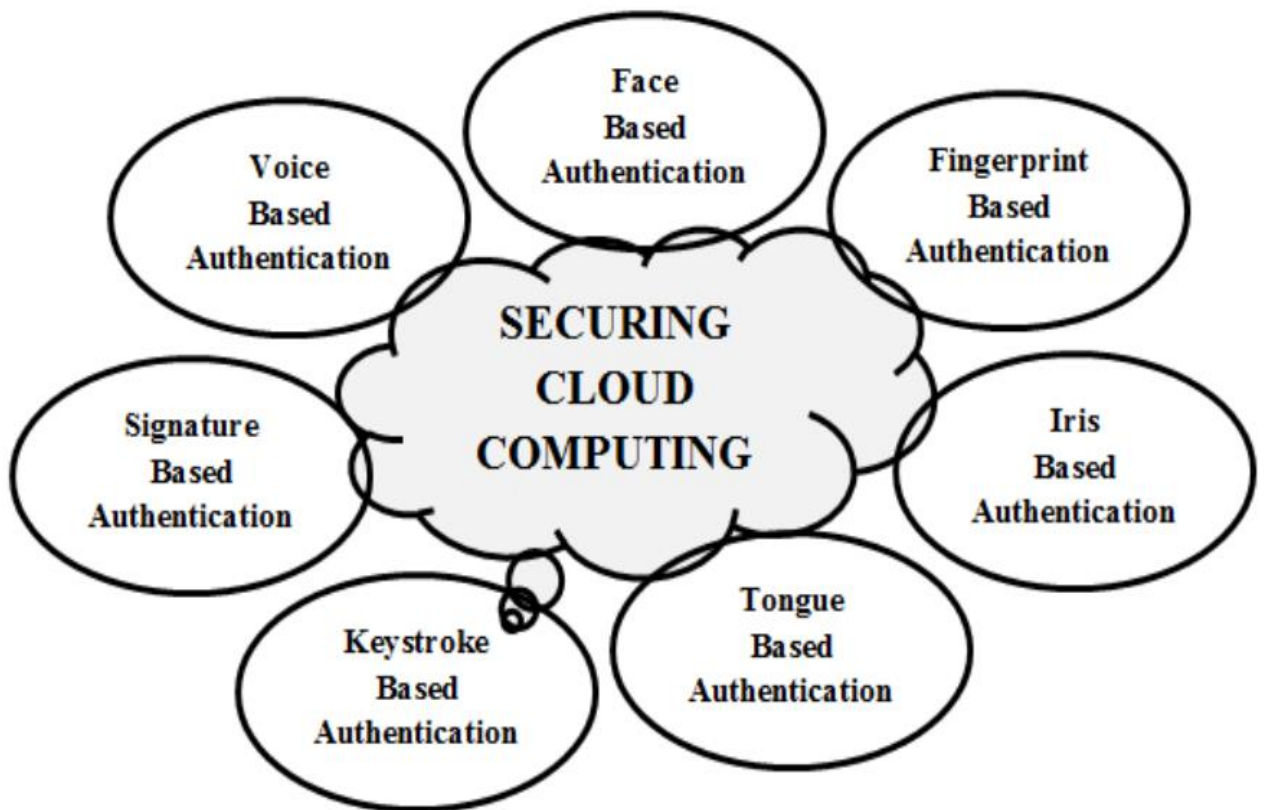 Face
Based
Authentication
Voice
Based
Authentication
Fingerprint
Based
Authentication
SECURING
CLOUD
COMPUTING
Signature
Based
Authentication
Iris
Based
Authentication
Keystroke
Based
Authentication
Tongue
Based
Authentication